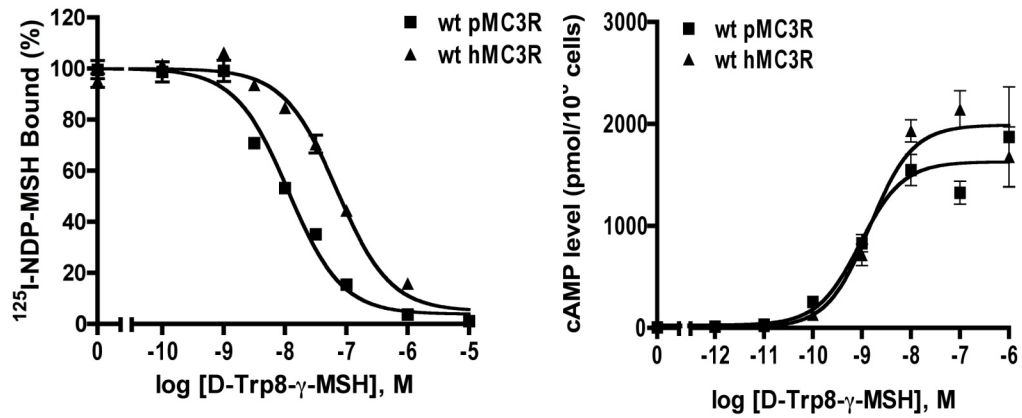 ¹²⁵I-NDP-MSH Bound (%)
120
100
80
60
40
20
0
0 -10 -9 -8 -7 -6 -5
log [D-Trp8-γ-MSH], M
wt pMC3R
wt hMC3R
cAMP level (pmol/10 cells)
3000
2000
1000
0
0 -12 -11 -10 -9 -8 -7 -6
log [D-Trp8-γ-MSH], M
wt pMC3R
wt hMC3R